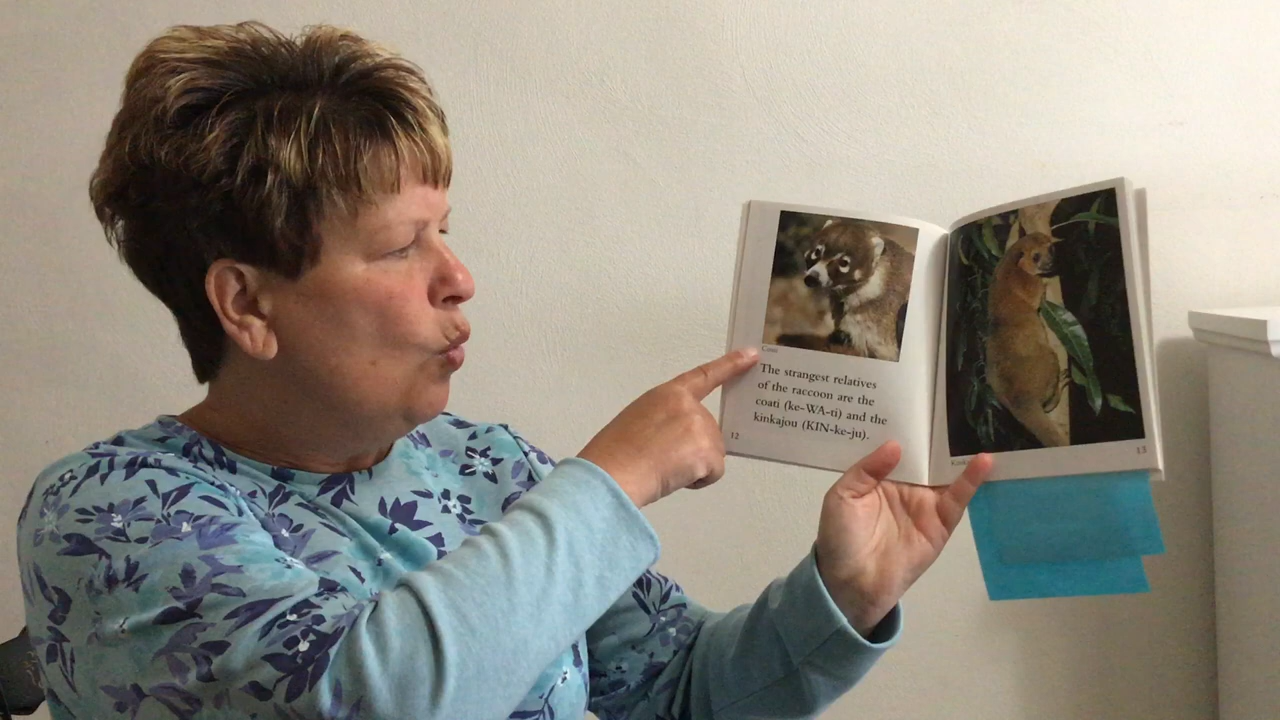 Coati
The strangest relatives
of the raccoon are the
coati (ke-WA-ti) and the
kinkajou (KIN-ke-ju).
12
13